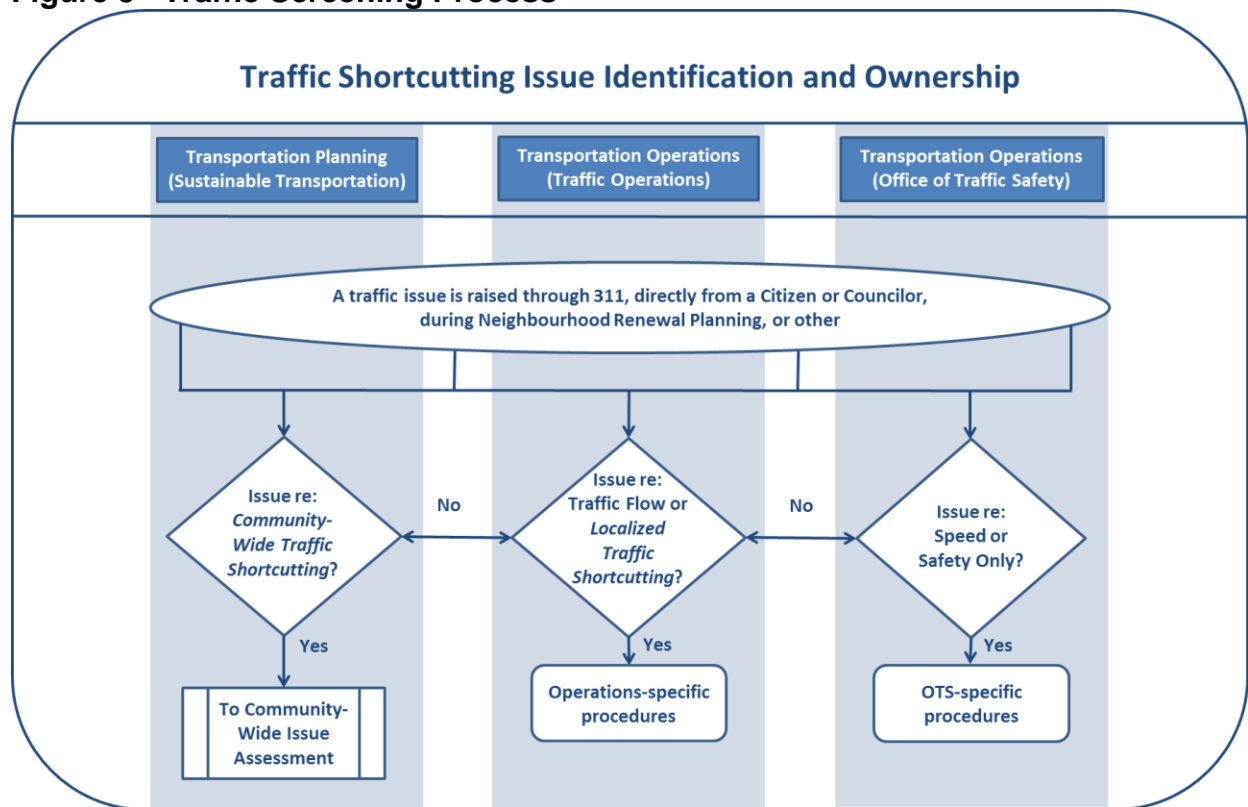 Figure Traffic Screening Process
Traffic Shortcutting Issue Identification and Ownership
Transportation Planning
(Sustainable Transportation)
Transportation Operations
(Traffic Operations)
Transportation Operations
(Office of Traffic Safety)
A traffic issue is raised through 311, directly from a Citizen or Councilor,
during Neighbourhood Renewal Planning, or other
Issue re:
Community-
Wide Traffic
Shortcutting?
No
Issue re:
Traffic Flow or
Localized
Traffic
Shortcutting?
No
Issue re:
Speed or
Safety Only?
Yes
Yes
Yes
To Community-
Wide Issue
Assessment
Operations-specific
procedures
OTS-specific
procedures